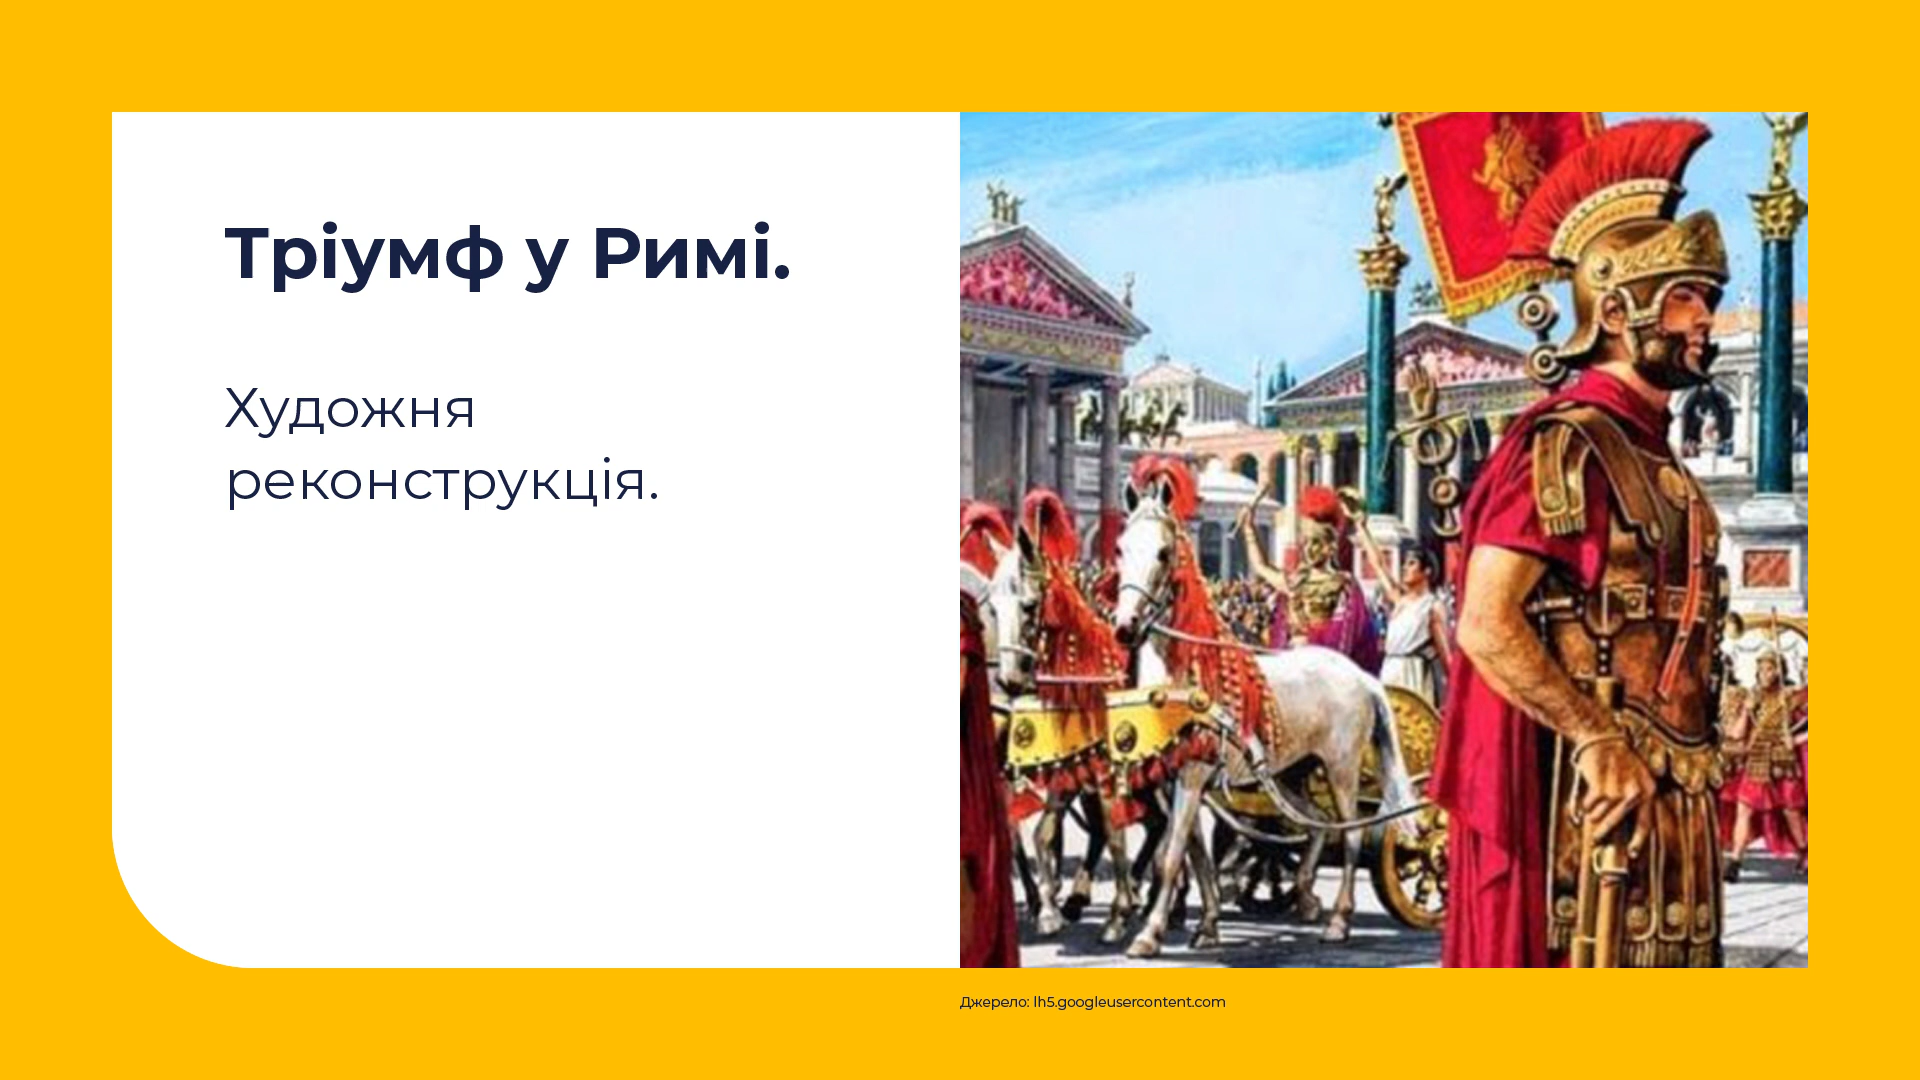 Тріумф у Римі.
Художня
реконструкція.
Джерело: lh5.googleusercontent.com